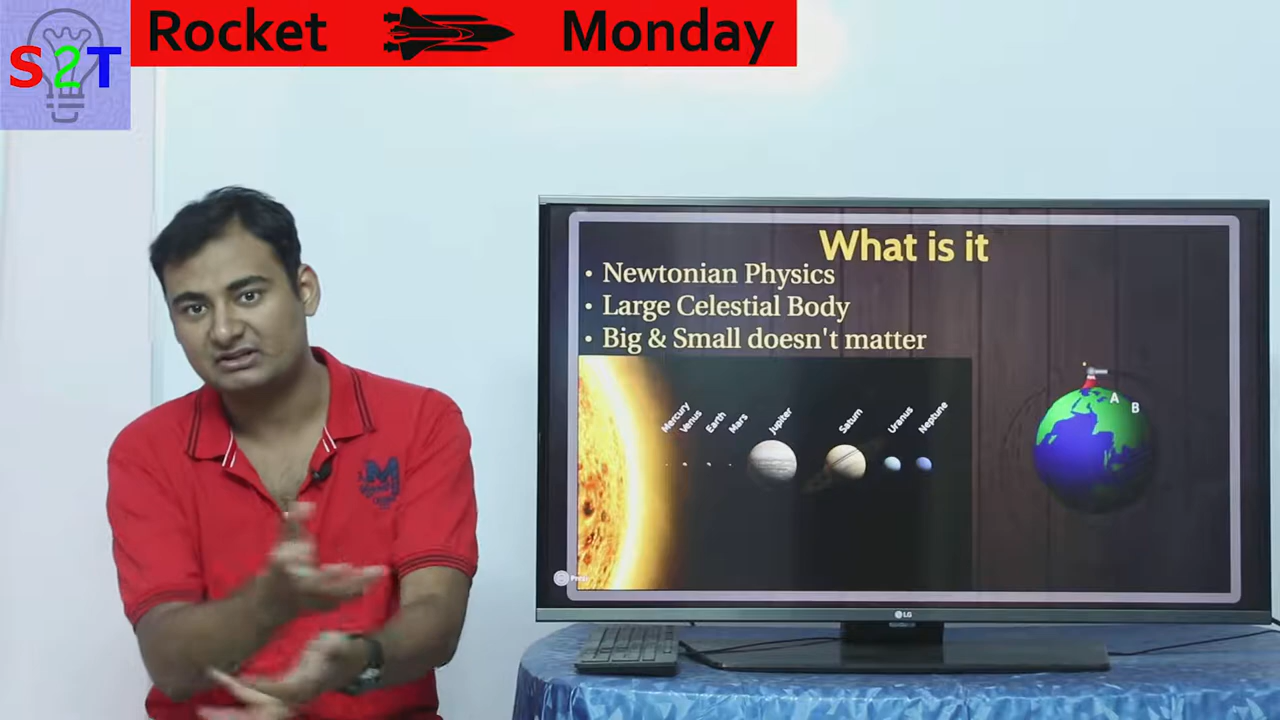 Rocket Monday
S2T
What is it
• Newtonian Physics
• Large Celestial Body
• Big & Small doesn't matter
Mercury
Venus
Earth
Mars
Jupiter
Saturn
Uranus
Neptune
A
B
LG